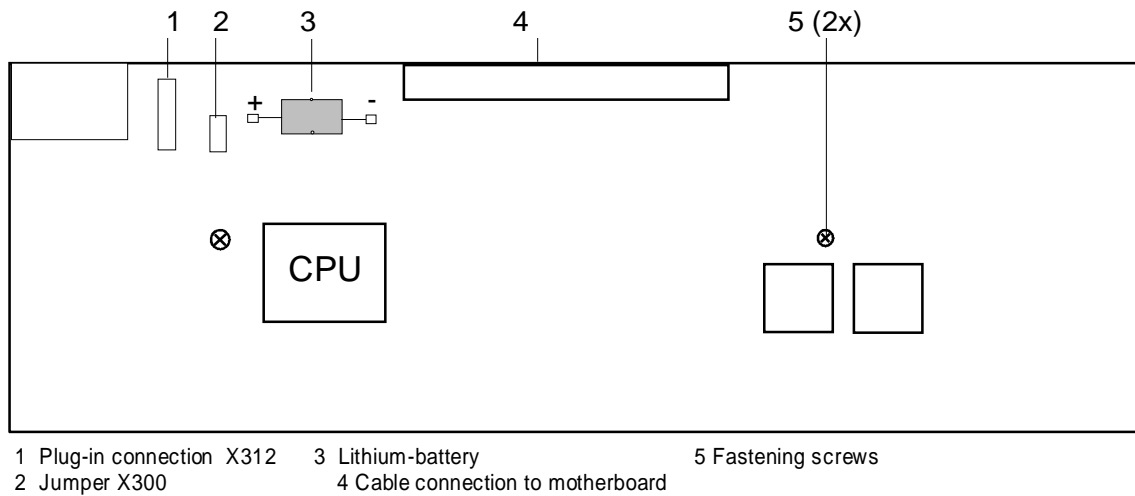 1 2 3 4 5 (2x)
+ -
CPU
1 Plug-in connection X312 3 Lithium-battery 5 Fastening screws
2 Jumper X300 4 Cable connection to motherboard